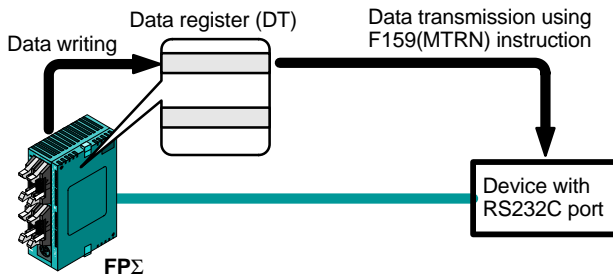 Data register (DT)
Data transmission using
F159(MTRN) instruction
Data writing
Device with
RS232C port
FPΣ